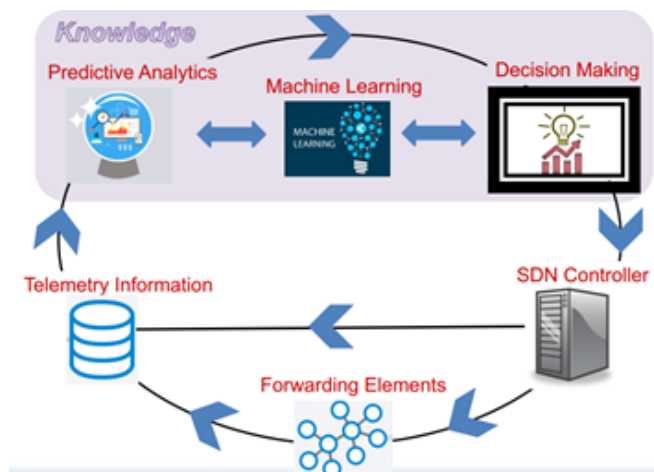 Knowledge
Predictive Analytics
Machine Learning
Decision Making
$$$
MACHINE
LEARNING
Telemetry Information
SDN Controller
Forwarding Elements